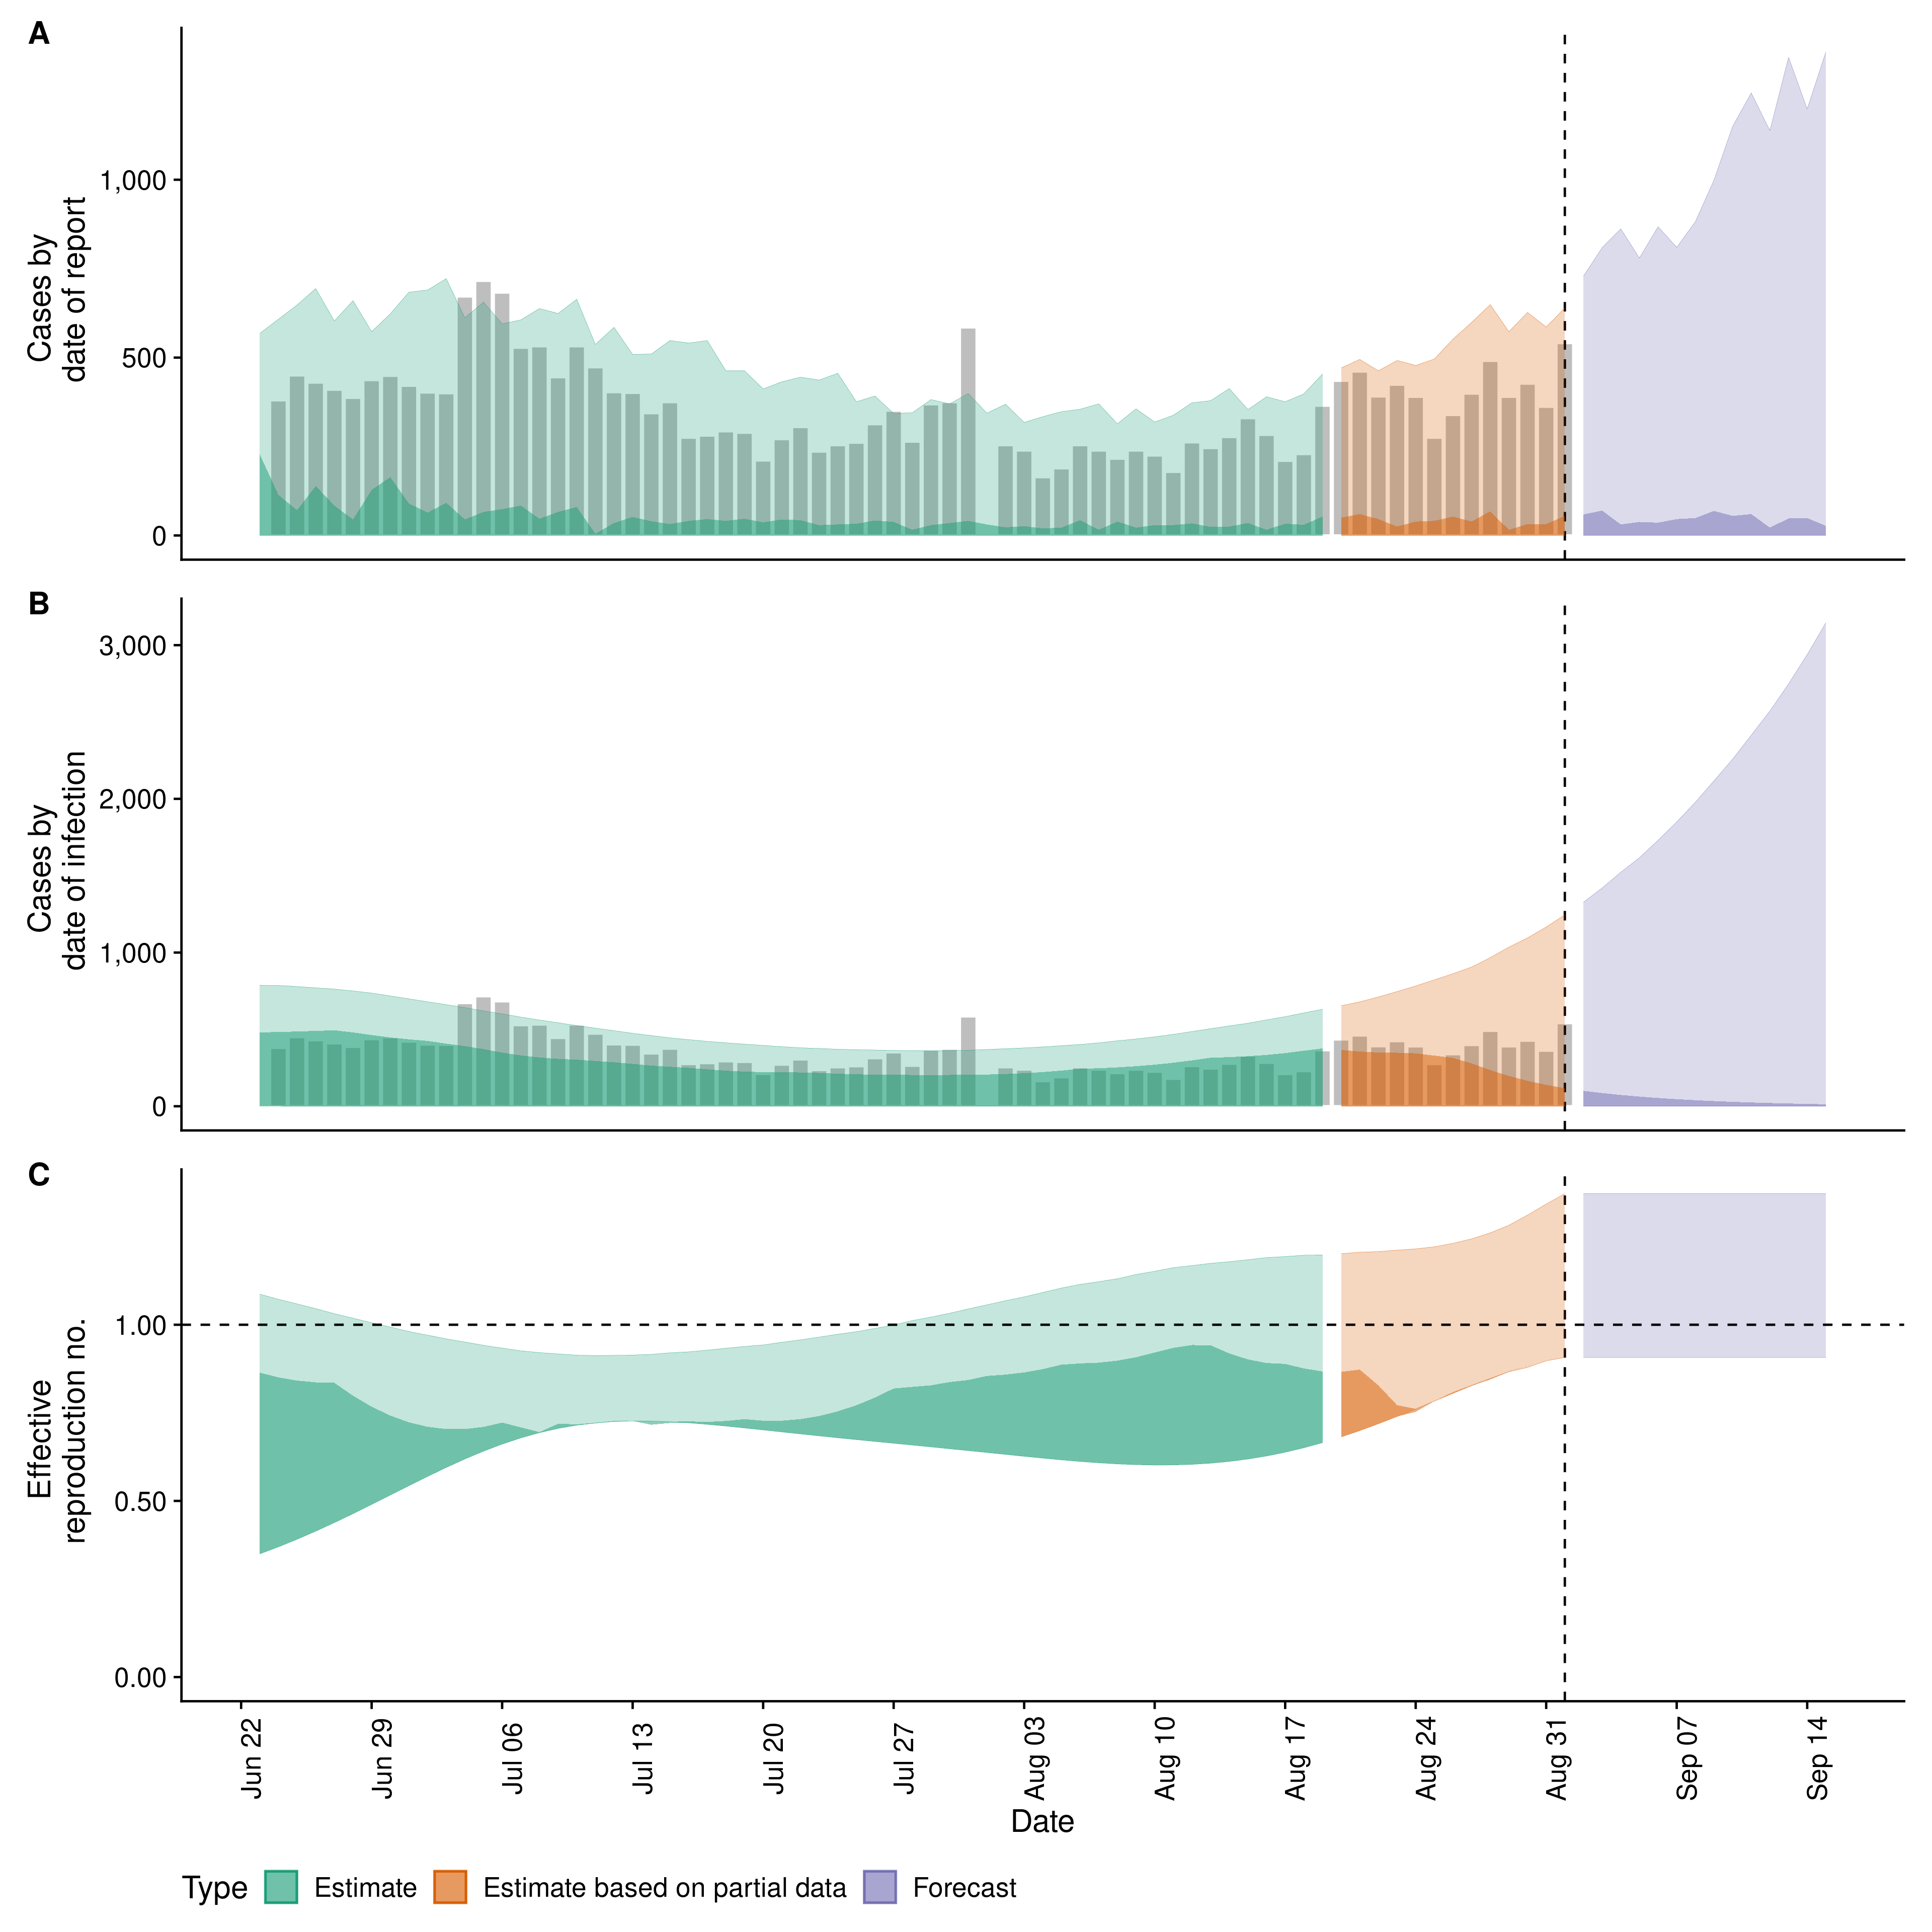 A
Cases by
date of report
1,000
500
0
B
Cases by
date of infection
3,000
2,000
1,000
0
C
Effective
reproduction no.
1.00
0.50
0.00
Jun 22
Jun 29
Jul 06
Jul 13
Jul 20
Jul 27
Aug 03
Aug 10
Aug 17
Aug 24
Aug 31
Sep 07
Sep 14
Date
Type Estimate Estimate based on partial data Forecast